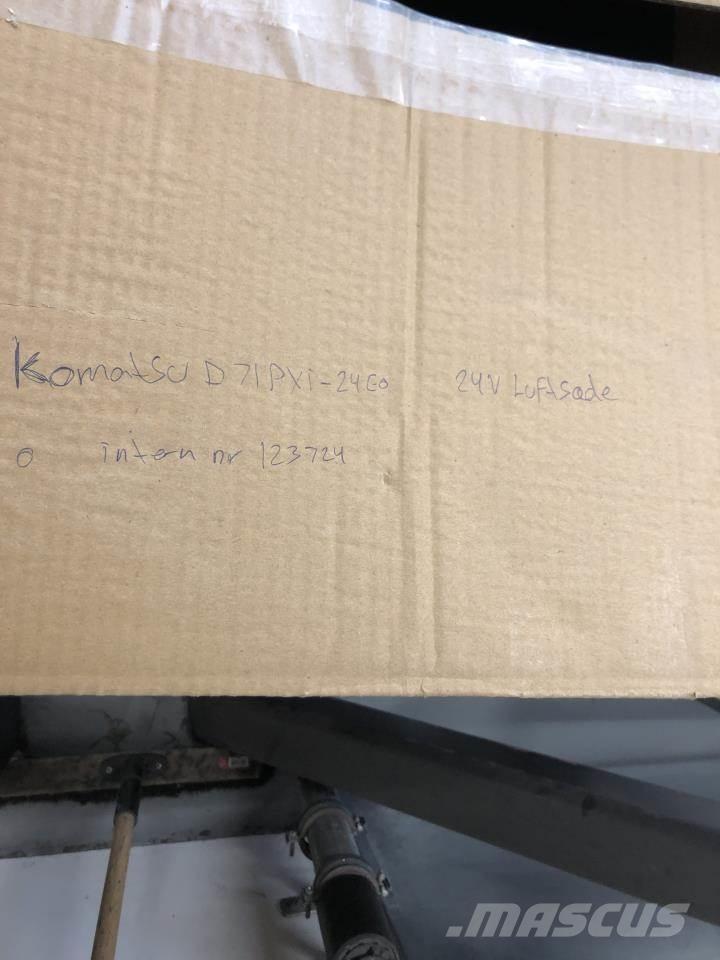 Komatsu D71PXi-24E0 24V Luftsæde
0 intern nr 123724
.MASCUS